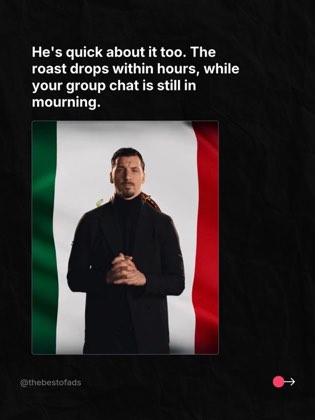 He's quick about it too. The
roast drops within hours, while
your group chat is still in
mourning.
@thebestofads